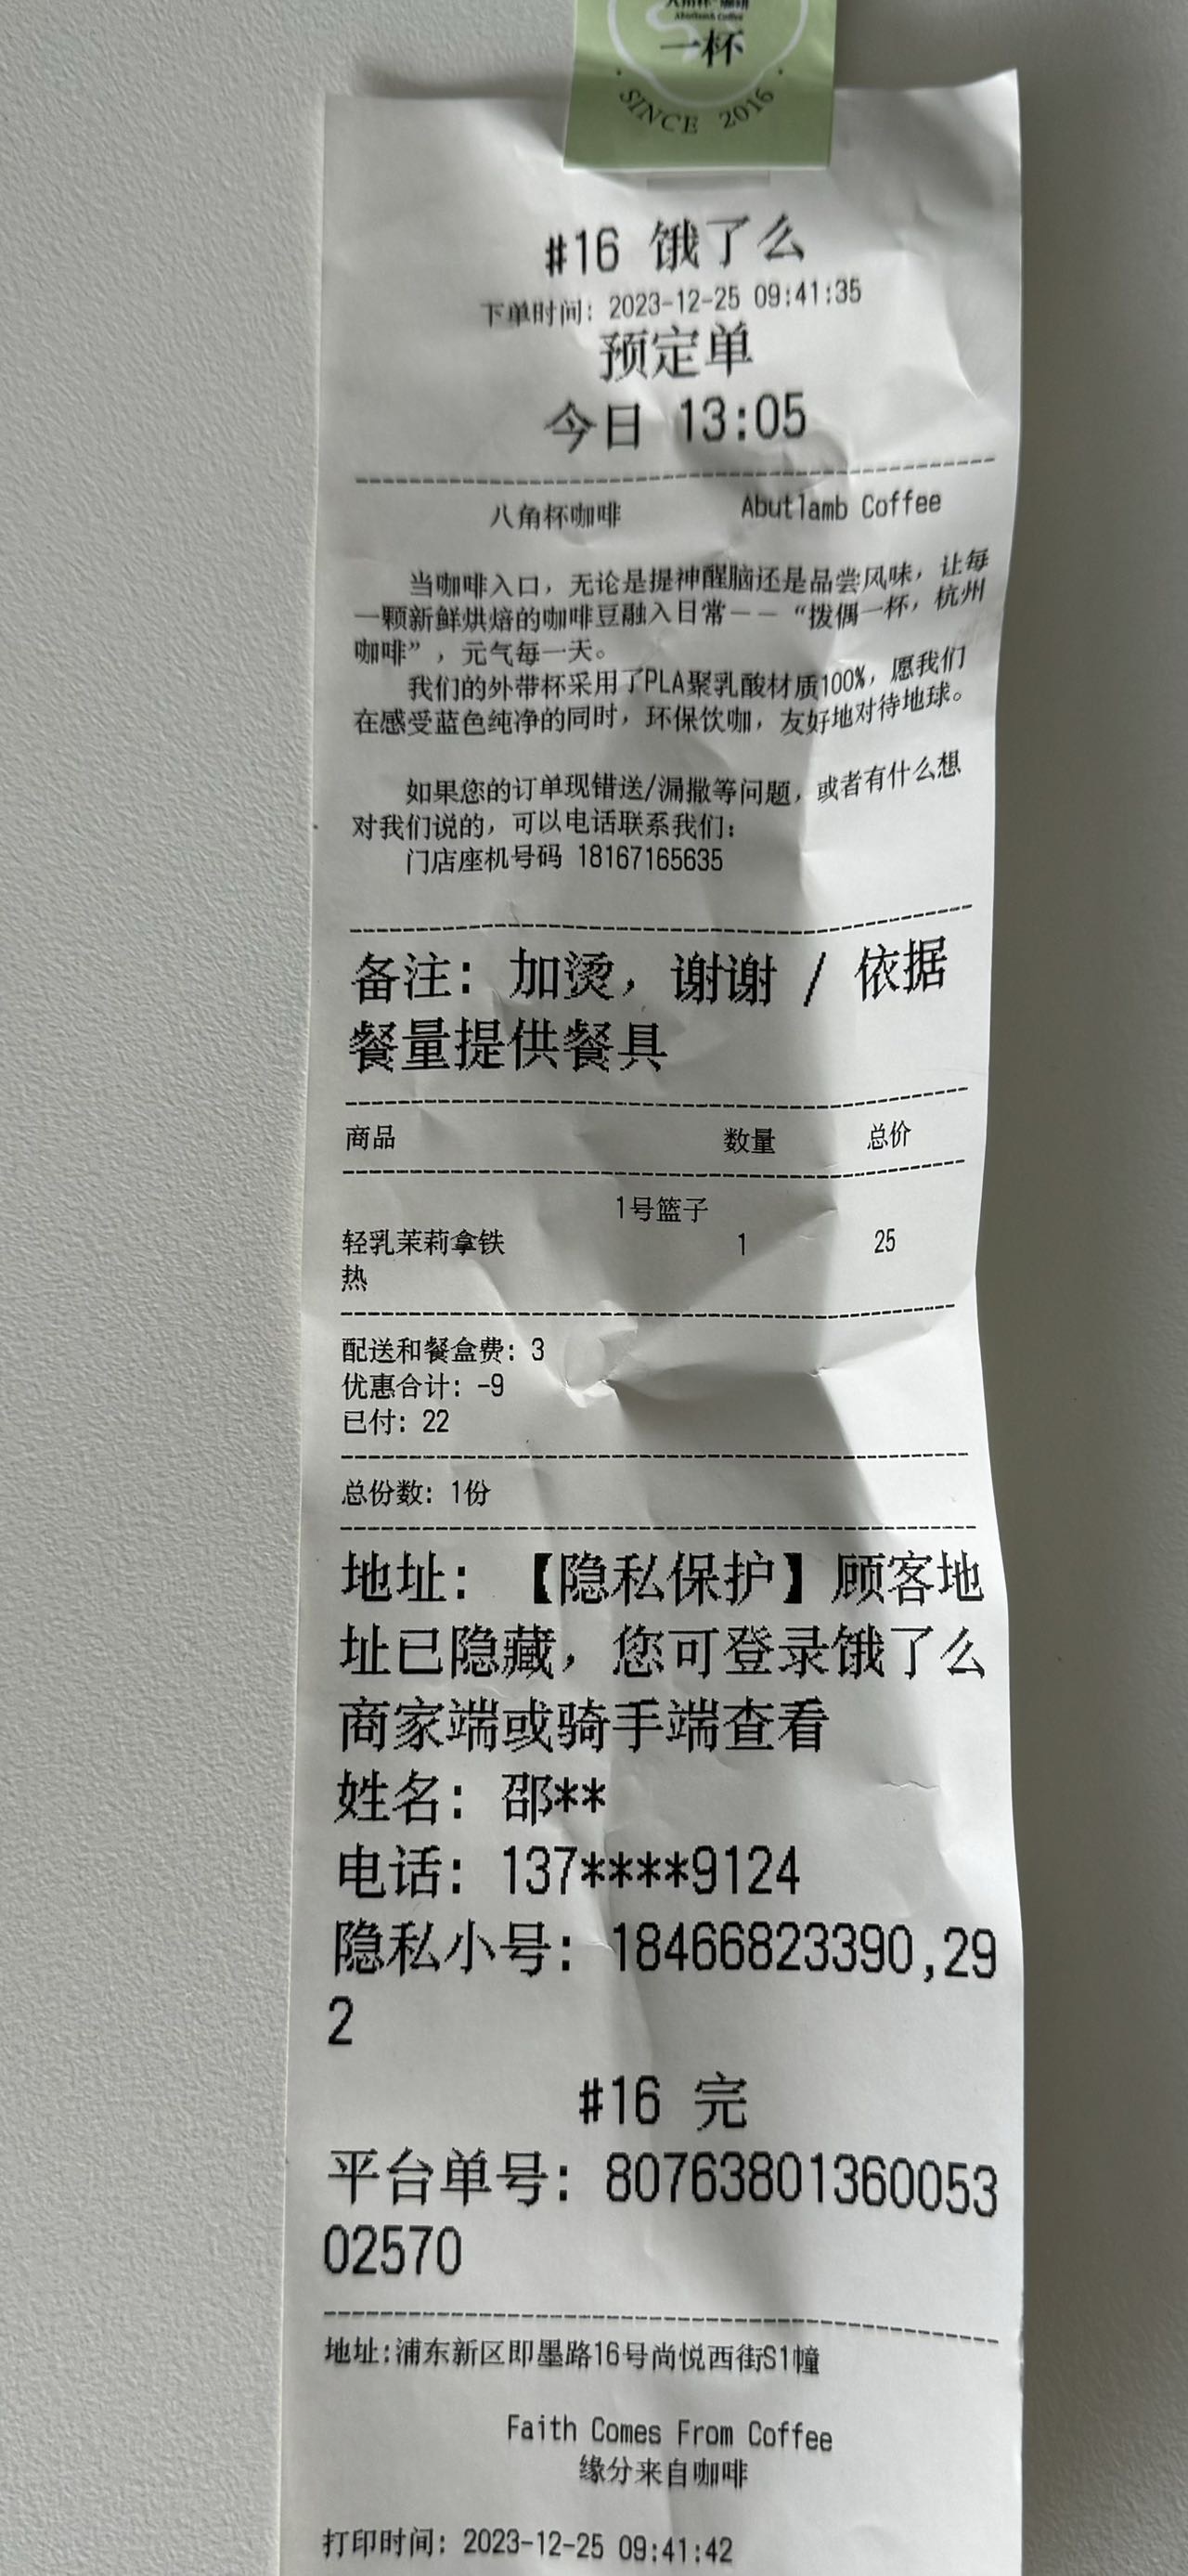 Abutlamb Coffee
一杯
SINCE 2016
#16 饿了么
下单时间: 2023-12-25 09:41:35
预定单
今日 13:05
八角杯咖啡 Abutlamb Coffee
当咖啡入口，无论是提神醒脑还是品尝风味，让每
一颗新鲜烘焙的咖啡豆融入日常——“拨偶一杯，杭州
咖啡”，元气每一天。
我们的外带杯采用了PLA聚乳酸材质100%，愿我们
在感受蓝色纯净的同时，环保饮咖，友好地对待地球。
如果您的订单现错送/漏撒等问题，或者有什么想
对我们说的，可以电话联系我们：
门店座机号码 18167165635
备注: 加烫，谢谢 / 依据
餐量提供餐具
商品 数量 总价
1号篮子
轻乳茉莉拿铁 1 25
热
配送和餐盒费: 3
优惠合计: -9
已付: 22
总份数: 1份
地址: 【隐私保护】顾客地
址已隐藏，您可登录饿了么
商家端或骑手端查看
姓名: 邵**
电话: 137****9124
隐私小号: 18466823390,29
2
#16 完
平台单号: 80763801360053
02570
地址:浦东新区即墨路16号尚悦西街S1幢
Faith Comes From Coffee
缘分来自咖啡
打印时间: 2023-12-25 09:41:42